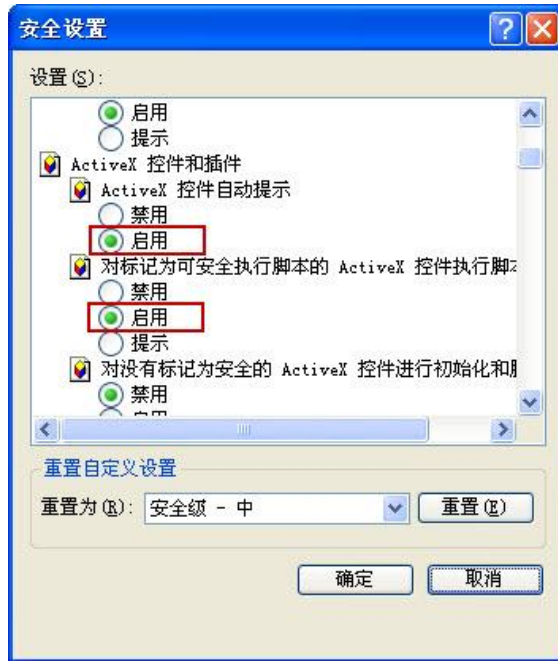 安全设置
设置(S):
启用
提示
ActiveX 控件和插件
ActiveX 控件自动提示
禁用
启用
对标记为可安全执行脚本的 ActiveX 控件执行脚
禁用
启用
提示
对没有标记为安全的 ActiveX 控件进行初始化和
禁用
重置自定义设置
重置为(R): 安全级 - 中 重置(E)
确定 取消